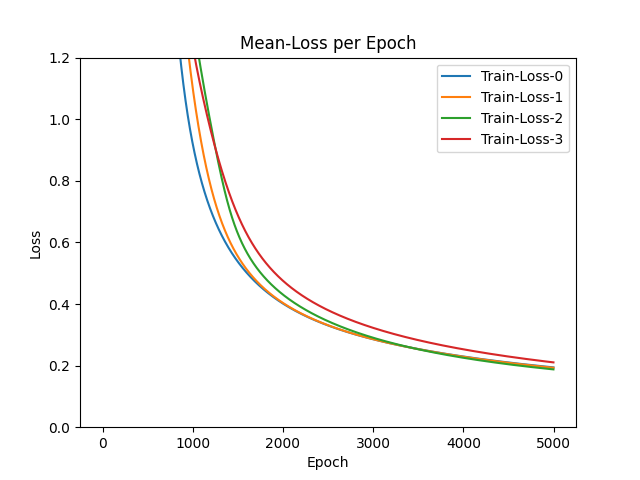 Mean-Loss per Epoch
Train-Loss-0
Train-Loss-1
Train-Loss-2
Train-Loss-3
Loss
1.2
1.0
0.8
0.6
0.4
0.2
0.0
0 1000 2000 3000 4000 5000
Epoch